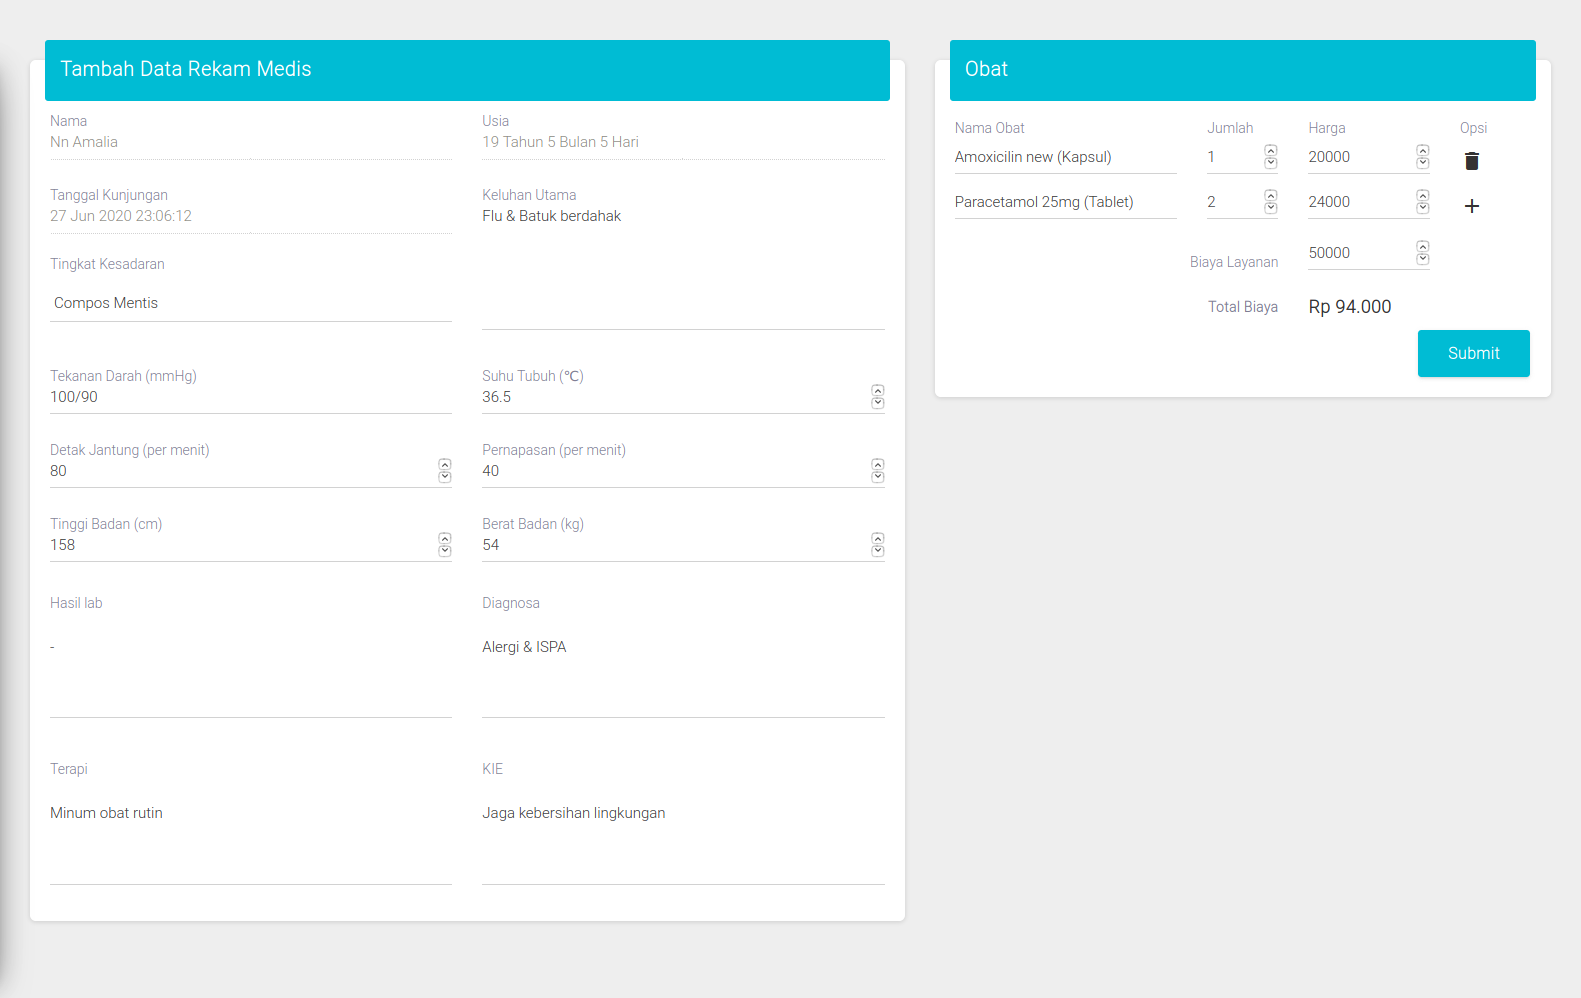 Tambah Data Rekam Medis
Nama
Nn Amalia
Usia
19 Tahun 5 Bulan 5 Hari
Tanggal Kunjungan
27 Jun 2020 23:06:12
Keluhan Utama
Flu & Batuk berdahak
Tingkat Kesadaran
Compos Mentis
Tekanan Darah (mmHg)
100/90
Suhu Tubuh (°C)
36.5
Detak Jantung (per menit)
80
Pernapasan (per menit)
40
Tinggi Badan (cm)
158
Berat Badan (kg)
54
Hasil lab
-
Diagnosa
Alergi & ISPA
Terapi
Minum obat rutin
KIE
Jaga kebersihan lingkungan
Obat
Nama Obat Jumlah Harga Opsi
Amoxicilin new (Kapsul) 1 20000
Paracetamol 25mg (Tablet) 2 24000
Biaya Layanan 50000
Total Biaya Rp 94.000
Submit